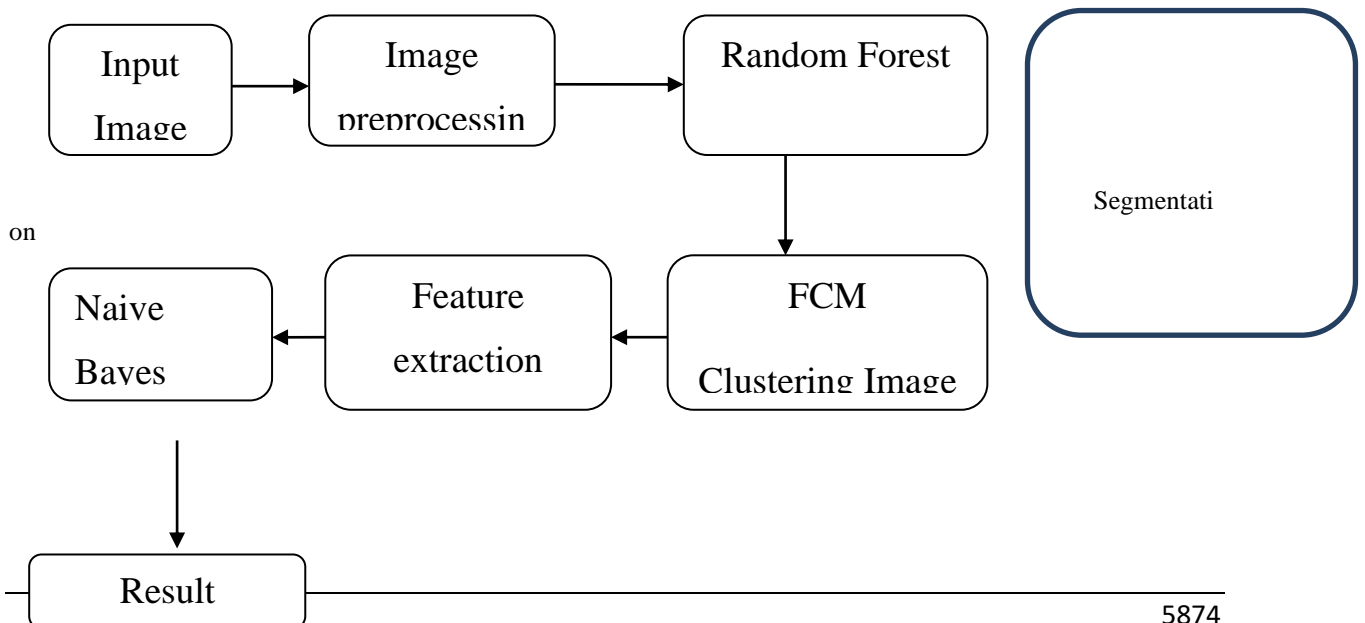 Input
Image
Image
preprocessin
Random Forest
Segmentati
on
Naive
Bayes
Feature
extraction
FCM
Clustering Image
Result
5874